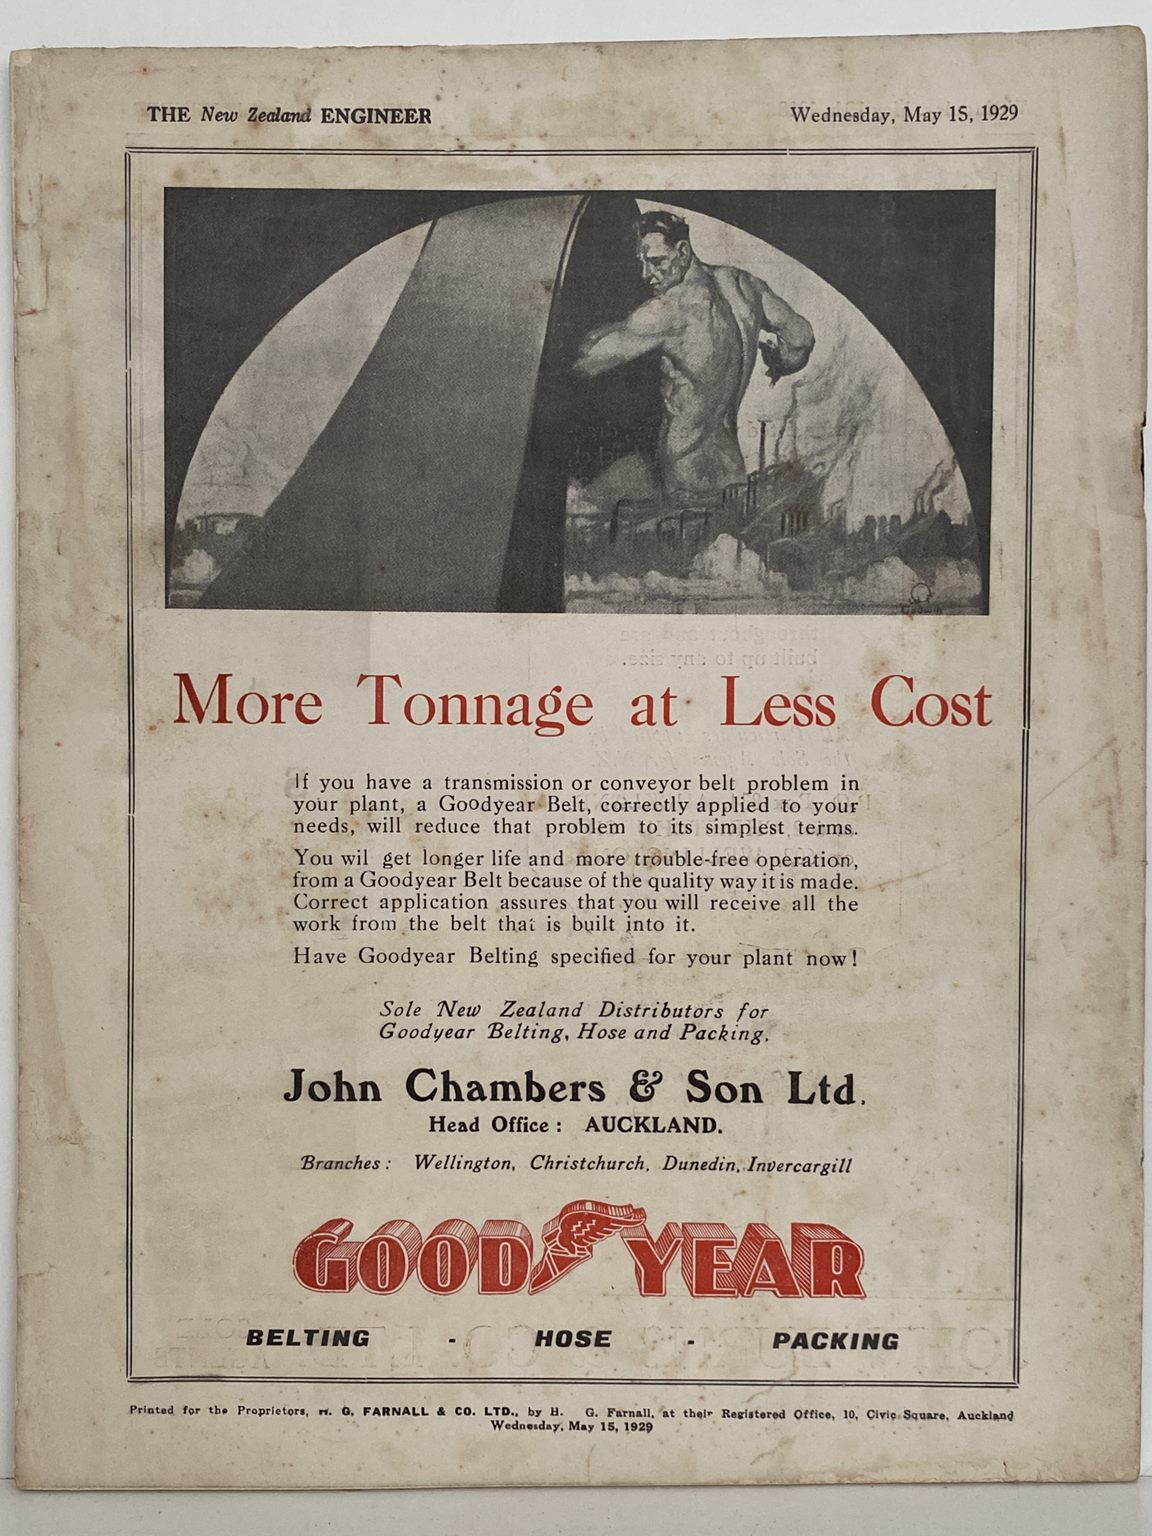 THE New Zealand ENGINEER
Wednesday, May 15, 1929
More Tonnage at Less Cost
If you have a transmission or conveyor belt problem in
your plant, a Goodyear Belt, correctly applied to your
needs, will reduce that problem to its simplest terms.
You wil get longer life and more trouble-free operation,
from a Goodyear Belt because of the quality way it is made.
Correct application assures that you will receive all the
work from the belt that is built into it.
Have Goodyear Belting specified for your plant now!
Sole New Zealand Distributors for
Goodyear Belting, Hose and Packing.
John Chambers & Son Ltd.
Head Office : AUCKLAND.
Branches : Wellington, Christchurch, Dunedin, Invercargill
GOODYEAR
BELTING - HOSE - PACKING
Printed for the Proprietors, H. G. FARNALL & CO. LTD., by H. G. Farnall, at their Registered Office, 10, Civic Square, Auckland
Wednesday, May 15, 1929